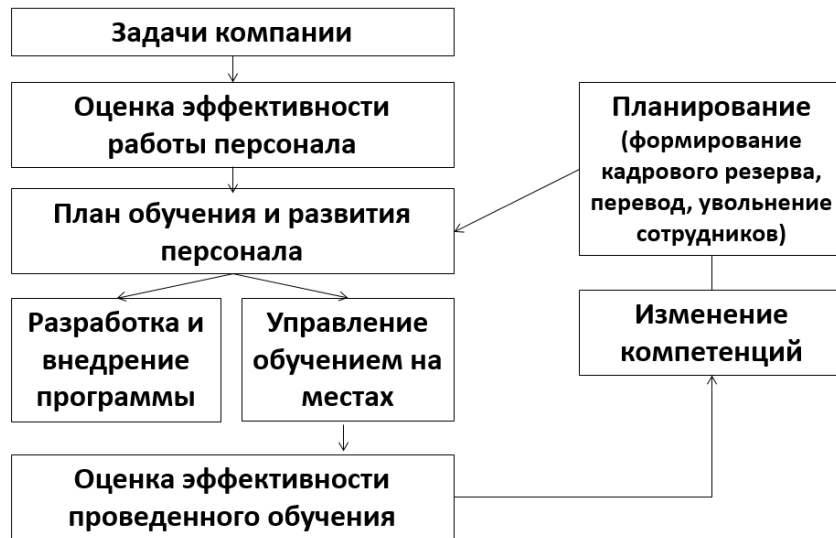 Задачи компании
Оценка эффективности
работы персонала
План обучения и развития
персонала
Разработка и
внедрение
программы
Управление
обучением на
местах
Оценка эффективности
проведенного обучения
Планирование
(формирование
кадрового резерва,
перевод, увольнение
сотрудников)
Изменение
компетенций